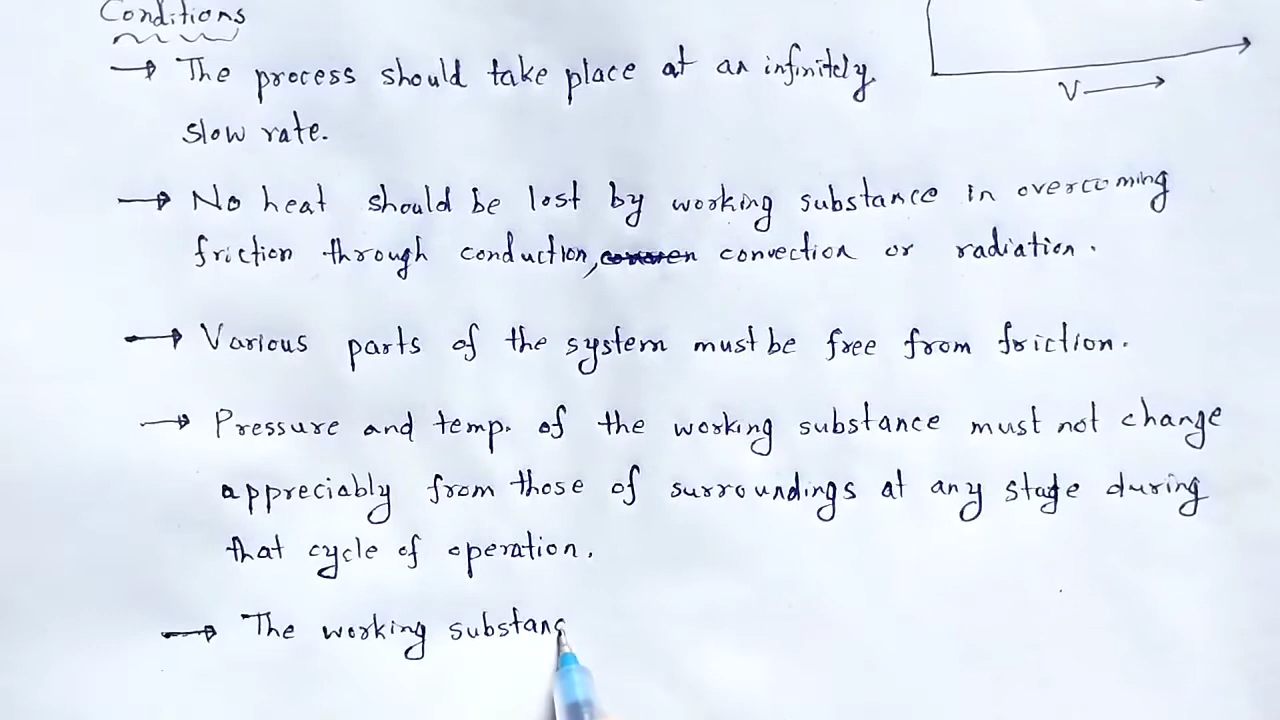 Conditions
→ The process should take place at an infinitely
slow rate.
V →
→ No heat should be lost by working substance in overcoming
friction through conduction, convection or radiation.
→ Various parts of the system must be free from friction.
→ Pressure and temp. of the working substance must not change
appreciably from those of surroundings at any stage during
that cycle of operation.
→ The working substanc